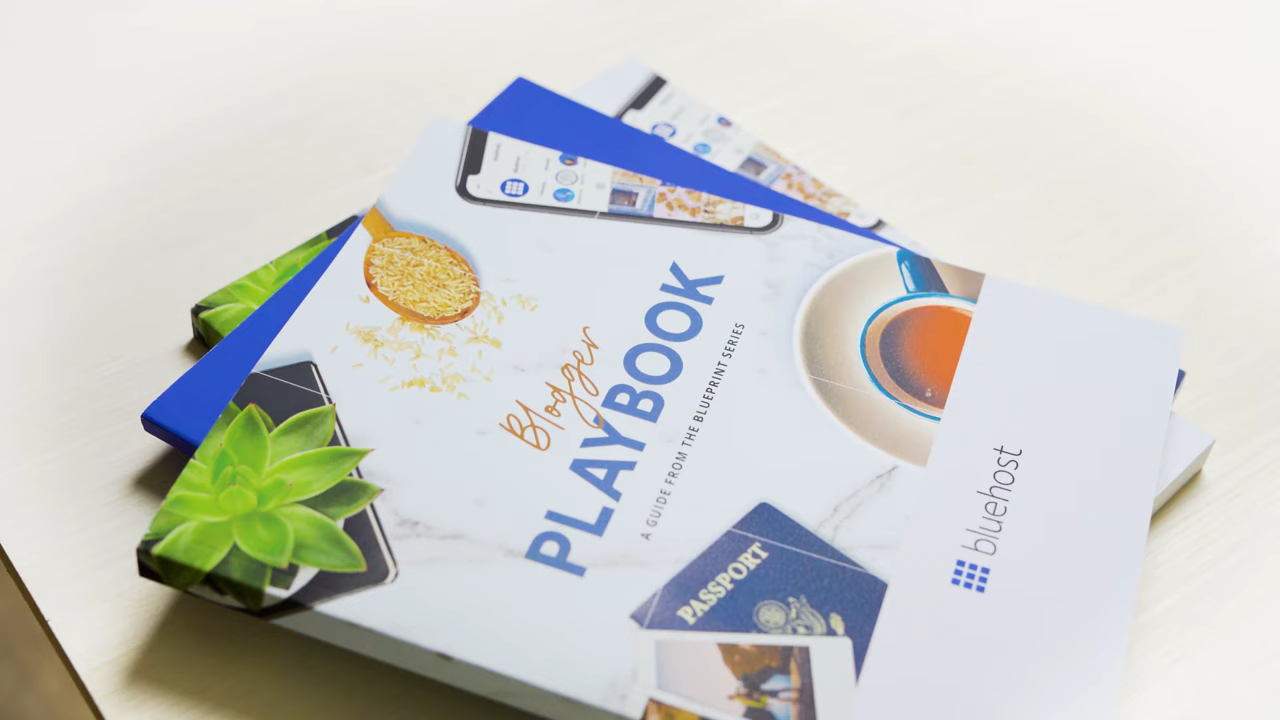 Blogger
PLAYBOOK
A GUIDE FROM THE BLUEPRINT SERIES
PASSPORT
bluehost